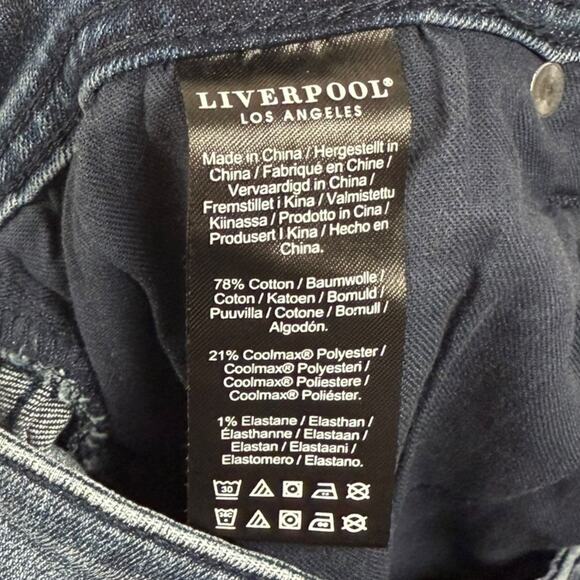 LIVERPOOL®
LOS ANGELES
Made in China / Hergestellt in
China / Fabriqué en Chine /
Vervaardigd in China /
Fremstillet i Kina / Valmistettu
Kiinassa / Prodotto in Cina /
Produsert I Kina / Hecho en
China.
78% Cotton / Baumwolle /
Coton / Katoen / Bomuld /
Puuvilla / Cotone / Bomull /
Algodón.
21% Coolmax® Polyester /
Coolmax® Polyesteri /
Coolmax® Poliestere /
Coolmax® Poliéster.
1% Elastane / Elasthan /
Élasthanne / Elastaan /
Elastan / Elastaani /
Elastomero / Elastano.
30